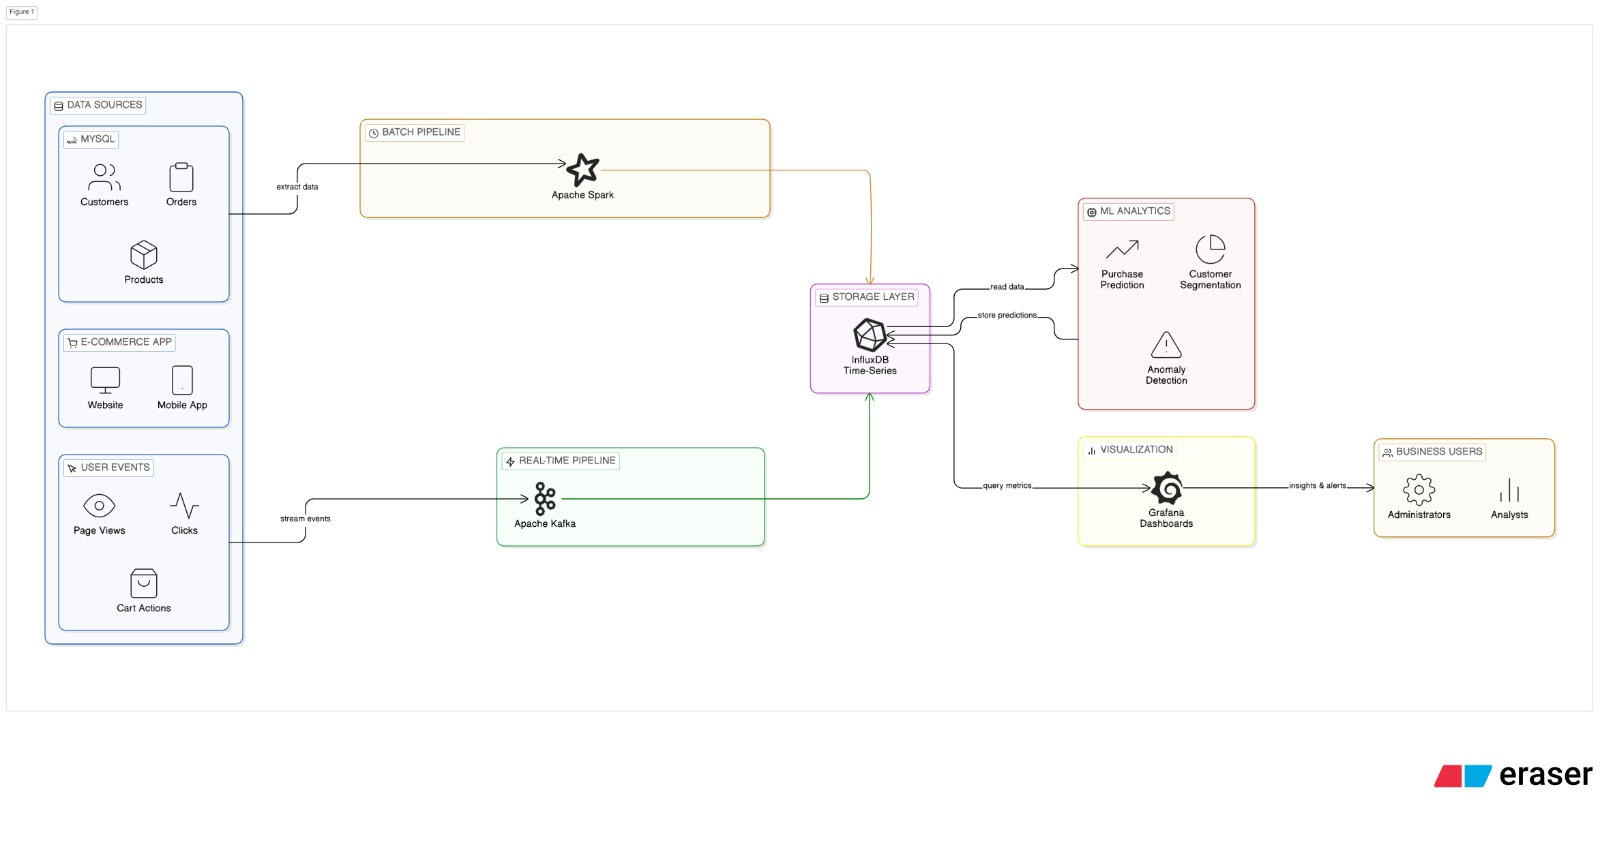 Figure 1
DATA SOURCES
MYSQL
Customers
Orders
Products
E-COMMERCE APP
Website
Mobile App
USER EVENTS
Page Views
Clicks
Cart Actions
extract data
stream events
BATCH PIPELINE
Apache Spark
REAL-TIME PIPELINE
Apache Kafka
STORAGE LAYER
InfluxDB
Time-Series
read data
store predictions
query metrics
ML ANALYTICS
Purchase
Prediction
Customer
Segmentation
Anomaly
Detection
VISUALIZATION
Grafana
Dashboards
insights & alerts
BUSINESS USERS
Administrators
Analysts
eraser